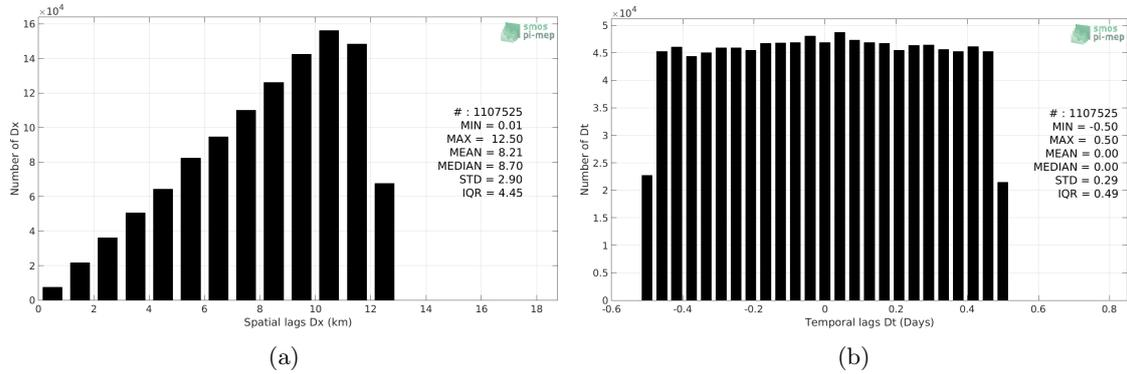 ×10⁴
16
14
12
10
8
6
4
2
0
Number of Dx
smos
pi-mep
# : 1107525
MIN = 0.01
MAX = 12.50
MEAN = 8.21
MEDIAN = 8.70
STD = 2.90
IQR = 4.45
0 2 4 6 8 10 12 14 16 18
Spatial lags Dx (km)
(a)
×10⁴
5
4.5
4
3.5
3
2.5
2
1.5
1
0.5
0
Number of Dt
smos
pi-mep
# : 1107525
MIN = -0.50
MAX = 0.50
MEAN = 0.00
MEDIAN = 0.00
STD = 0.29
IQR = 0.49
-0.6 -0.4 -0.2 0 0.2 0.4 0.6 0.8
Temporal lags Dt (Days)
(b)